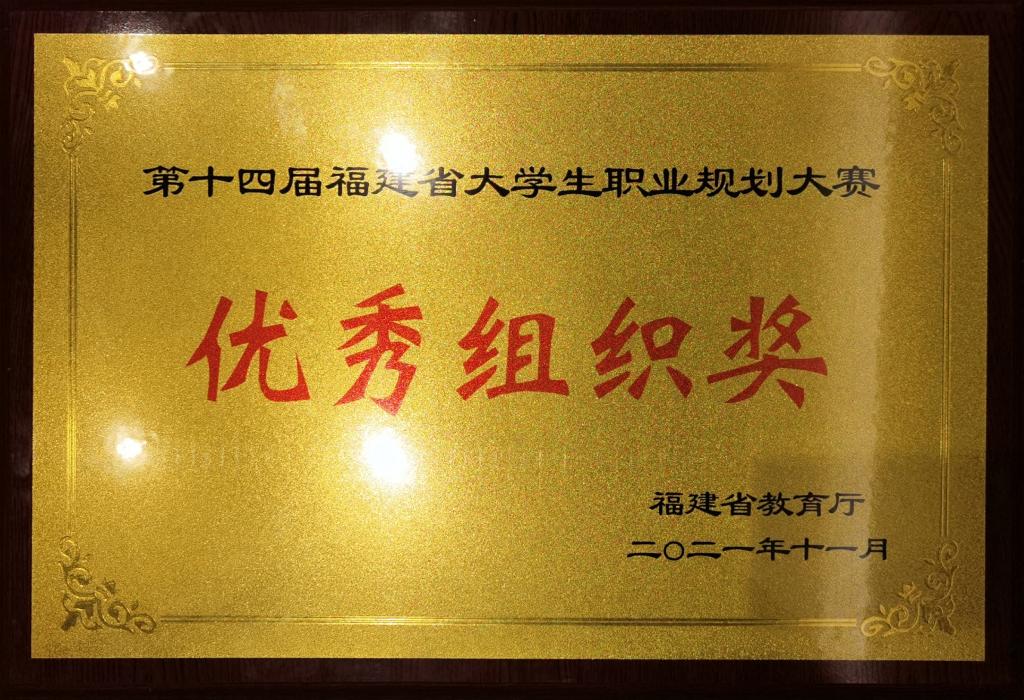 第十四届福建省大学生职业规划大赛
优秀组织奖
福建省教育厅
二〇二一年十一月